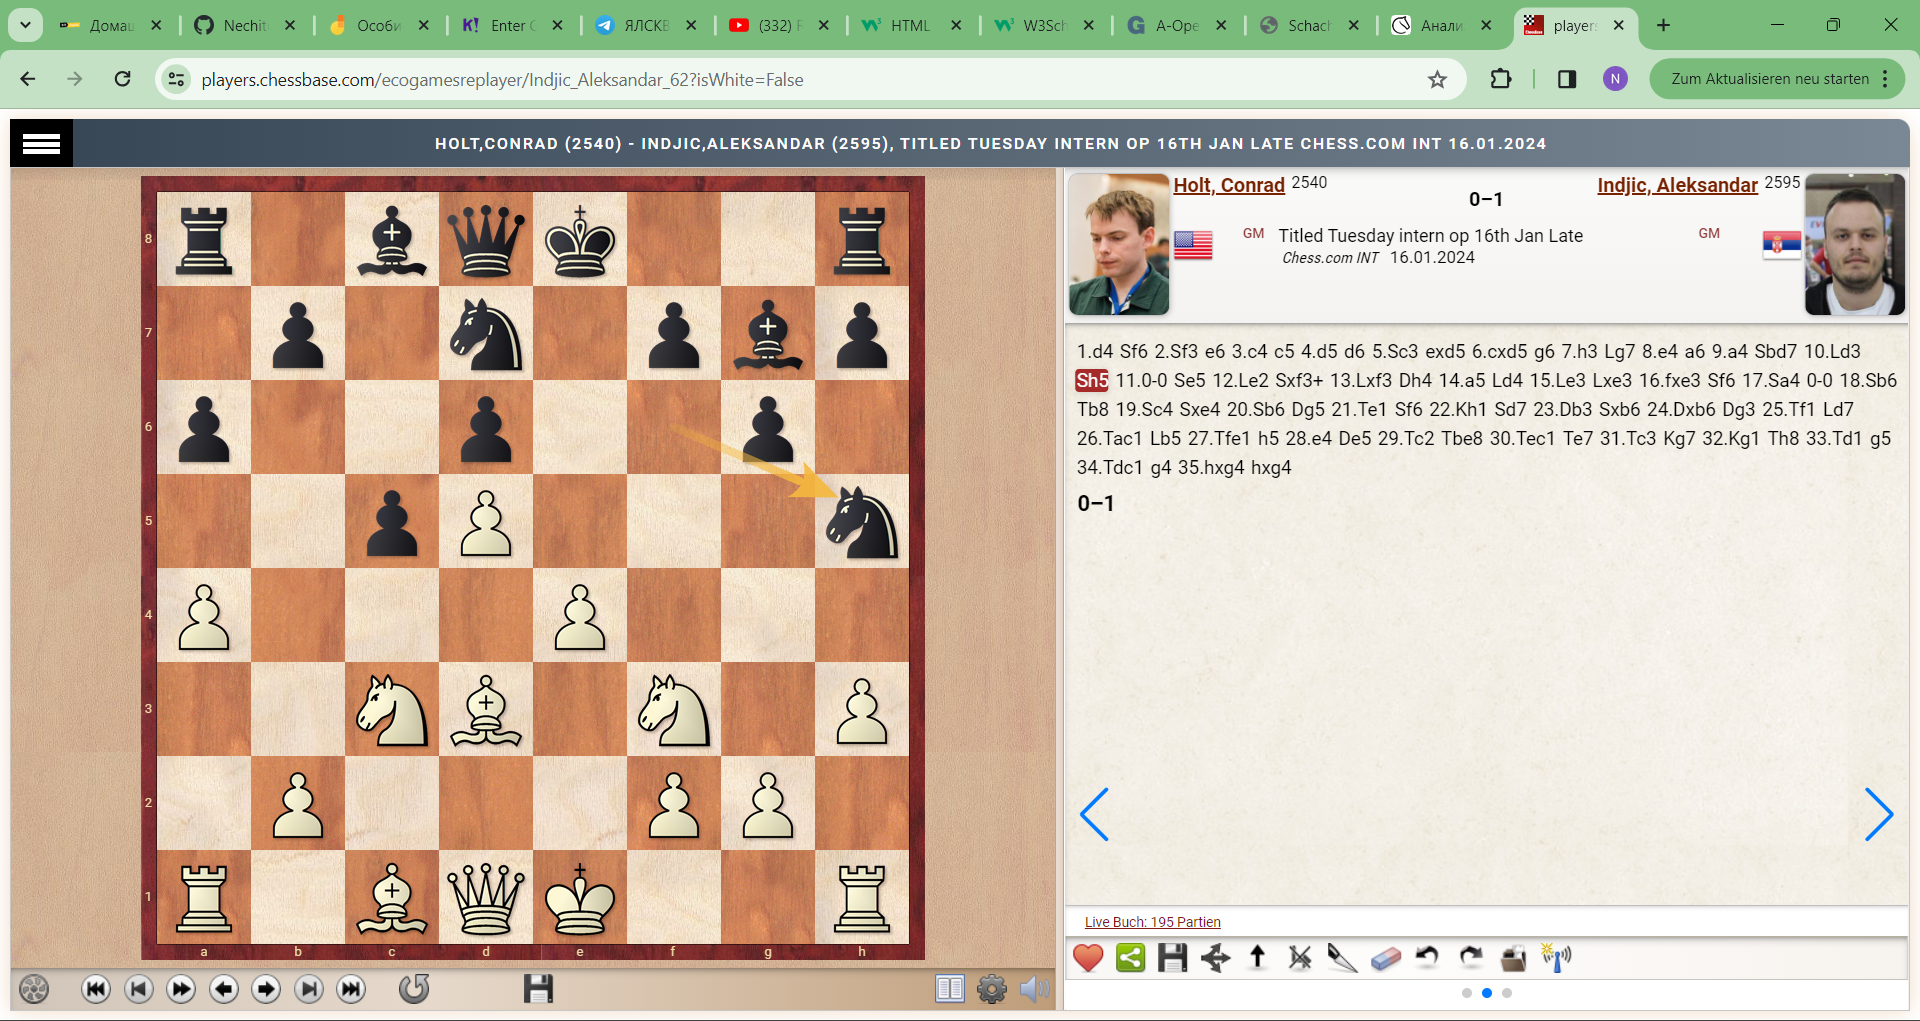 Домаш
Nechit
Особи
K! Enter C
ЯЛСКВ
(332) F
HTML
W3Sch
A-Ope
Schach
Анали
players
players.chessbase.com/ecogamesreplayer/Indjic_Aleksandar_62?isWhite=False
N
Zum Aktualisieren neu starten
HOLT,CONRAD (2540) - INDJIC,ALEKSANDAR (2595), TITLED TUESDAY INTERN OP 16TH JAN LATE CHESS.COM INT 16.01.2024
Holt, Conrad 2540
0–1
Indjic, Aleksandar 2595
GM Titled Tuesday intern op 16th Jan Late GM
Chess.com INT 16.01.2024
1.d4 Sf6 2.Sf3 e6 3.c4 c5 4.d5 d6 5.Sc3 exd5 6.cxd5 g6 7.h3 Lg7 8.e4 a6 9.a4 Sbd7 10.Ld3
Sh5 11.0-0 Se5 12.Le2 Sxf3+ 13.Lxf3 Dh4 14.a5 Ld4 15.Le3 Lxe3 16.fxe3 Sf6 17.Sa4 0-0 18.Sb6
Tb8 19.Sc4 Sxe4 20.Sb6 Dg5 21.Te1 Sf6 22.Kh1 Sd7 23.Db3 Sxb6 24.Dxb6 Dg3 25.Tf1 Ld7
26.Tac1 Lb5 27.Tfe1 h5 28.e4 De5 29.Tc2 Tbe8 30.Tec1 Te7 31.Tc3 Kg7 32.Kg1 Th8 33.Td1 g5
34.Tdc1 g4 35.hxg4 hxg4
0–1
8
7
6
5
4
3
2
1
a b c d e f g h
Live Buch: 195 Partien